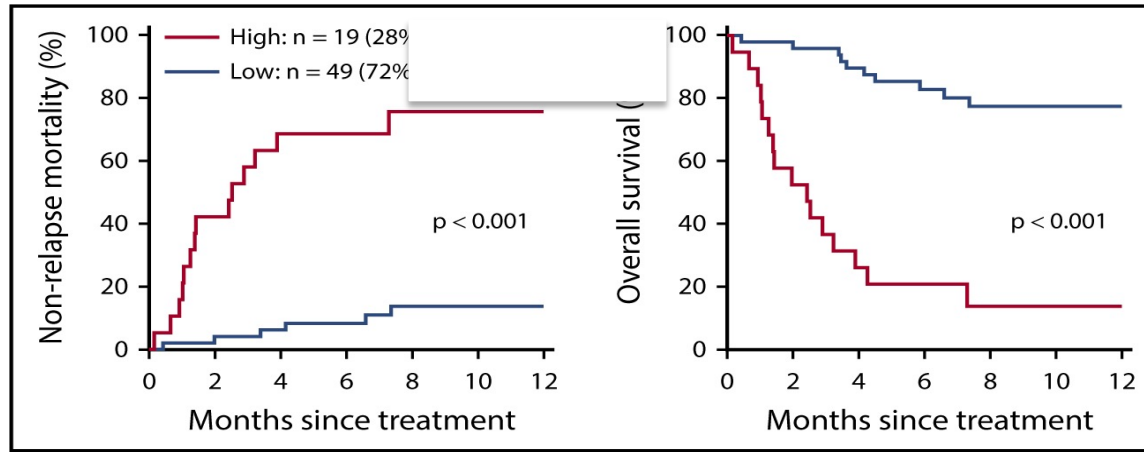 Non-relapse mortality (%)
100
80
60
40
20
0
High: n = 19 (28%
Low: n = 49 (72%
p < 0.001
0 2 4 6 8 10 12
Months since treatment
Overall survival (
100
80
60
40
20
0
p < 0.001
0 2 4 6 8 10 12
Months since treatment